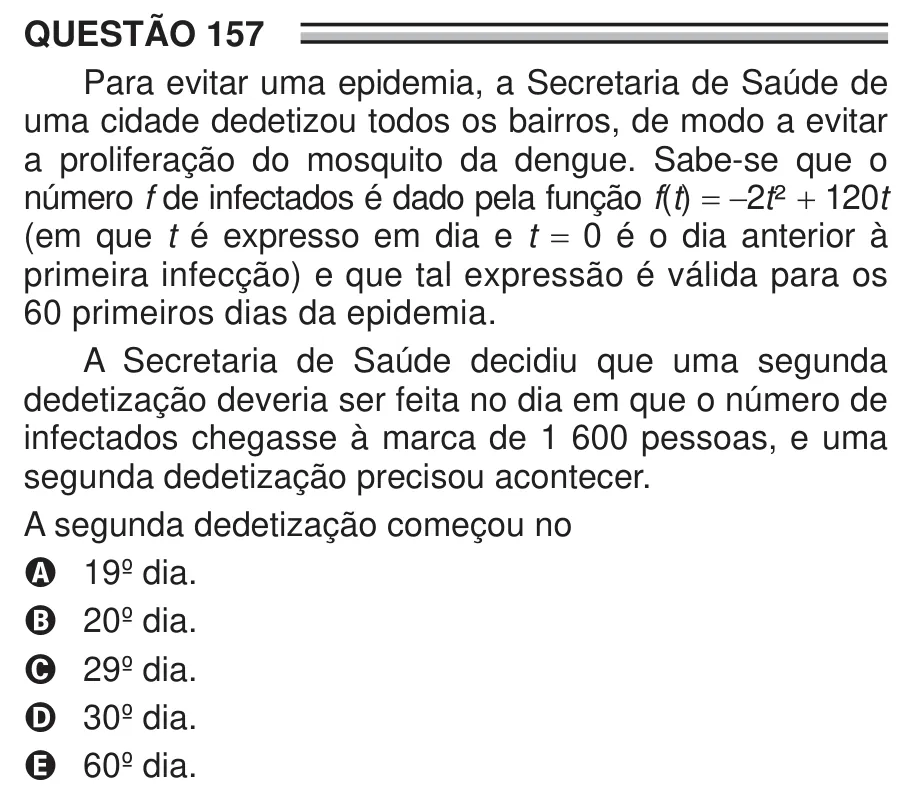 QUESTÃO 157
Para evitar uma epidemia, a Secretaria de Saúde de
uma cidade dedetizou todos os bairros, de modo a evitar
a proliferação do mosquito da dengue. Sabe-se que o
número f de infectados é dado pela função f(t) = –2t² + 120t
(em que t é expresso em dia e t = 0 é o dia anterior à
primeira infecção) e que tal expressão é válida para os
60 primeiros dias da epidemia.
A Secretaria de Saúde decidiu que uma segunda
dedetização deveria ser feita no dia em que o número de
infectados chegasse à marca de 1 600 pessoas, e uma
segunda dedetização precisou acontecer.
A segunda dedetização começou no
A 19º dia.
B 20º dia.
C 29º dia.
D 30º dia.
E 60º dia.